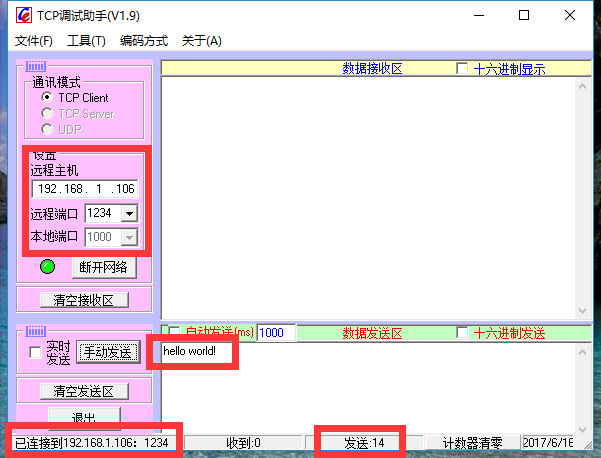 TCP调试助手(V1.9)
文件(F) 工具(T) 编码方式 关于(A)
通讯模式
TCP Client
TCP Server
UDP
设置
远程主机
192.168. 1 .106
远程端口 1234
本地端口 1000
断开网络
清空接收区
数据接收区 十六进制显示
自动发送(ms) 1000 数据发送区 十六进制发送
实时发送 手动发送
hello world!
清空发送区
退出
已连接到192.168.1.106：1234 收到:0 发送:14 计数器清零 2017/6/16